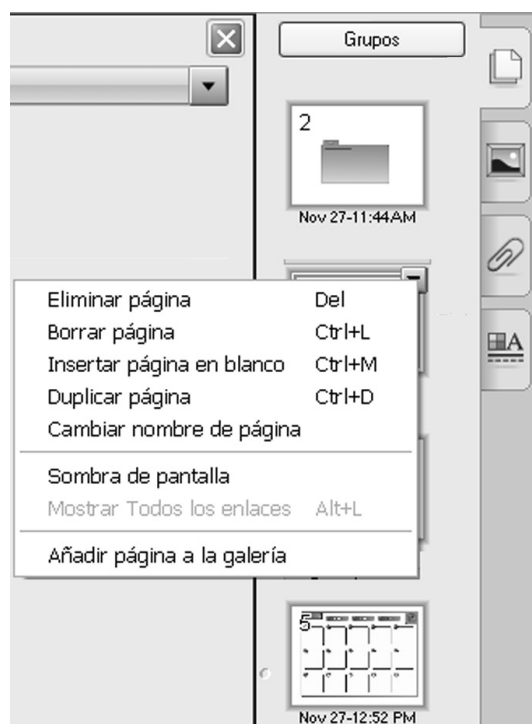 Grupos
2
Nov 27-11:44AM
Eliminar página Del
Borrar página Ctrl+L
Insertar página en blanco Ctrl+M
Duplicar página Ctrl+D
Cambiar nombre de página
Sombra de pantalla
Mostrar Todos los enlaces Alt+L
Añadir página a la galería
5
Nov 27-12:52 PM
A